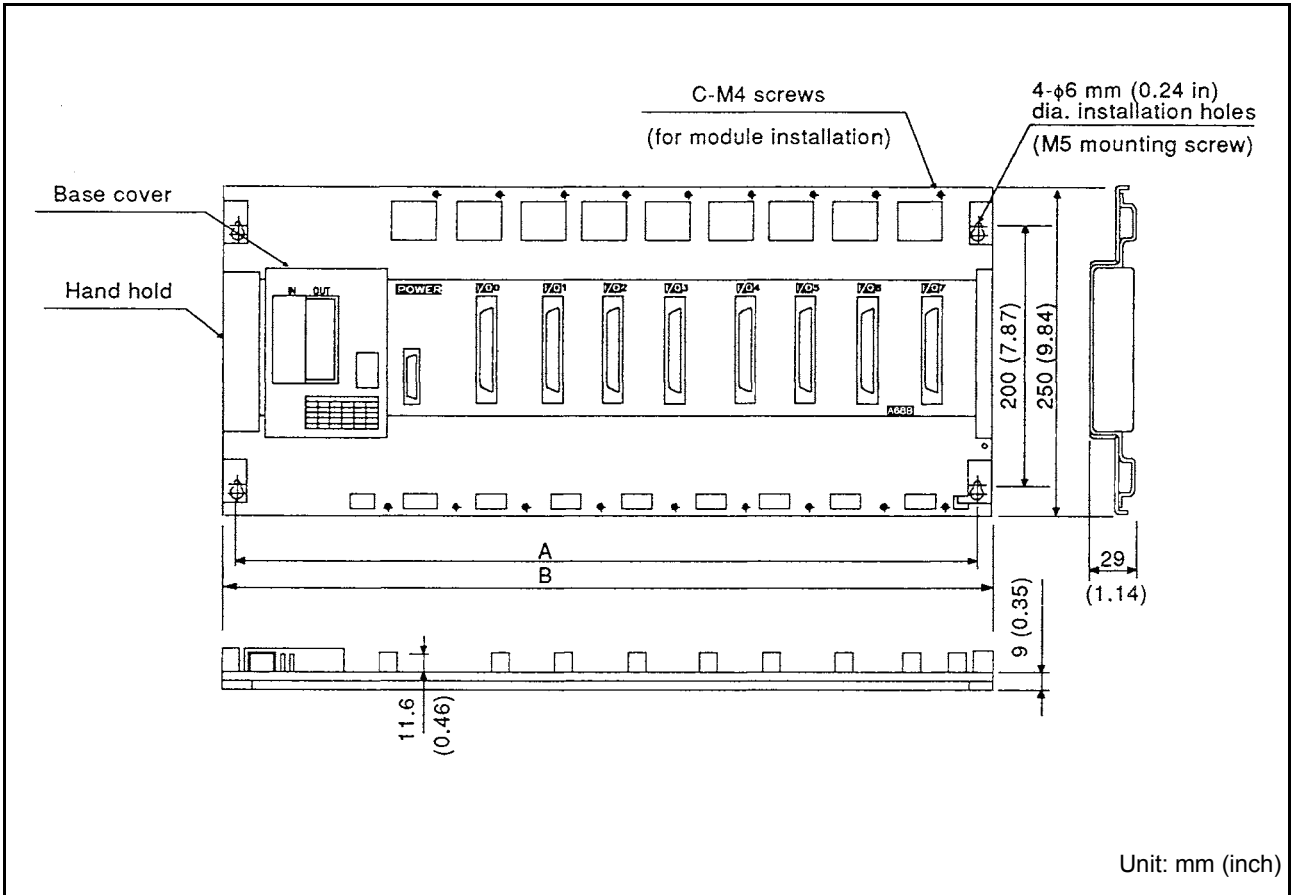 C-M4 screws
(for module installation)
4-φ6 mm (0.24 in)
dia. installation holes
(M5 mounting screw)
Base cover
Hand hold
IN OUT
POWER I/O0 I/O1 I/O2 I/O3 I/O4 I/O5 I/O6 I/O7
A68B
200 (7.87)
250 (9.84)
A
B
29
(1.14)
9 (0.35)
11.6
(0.46)
Unit: mm (inch)